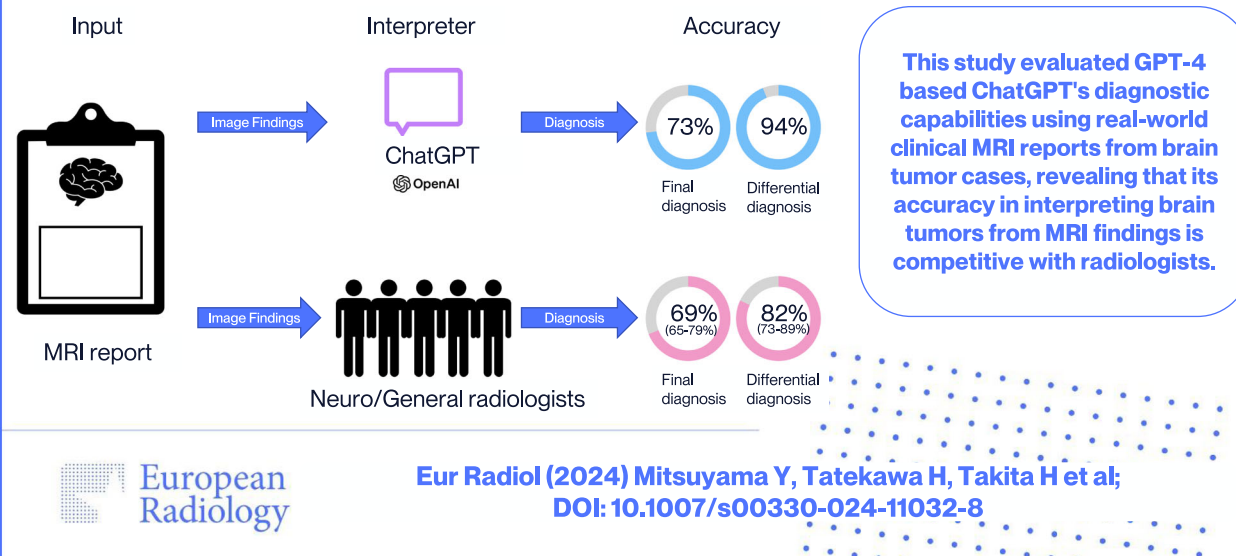 Input
Interpreter
Accuracy
Image Findings
ChatGPT
OpenAI
Diagnosis
73%
94%
Final
diagnosis
Differential
diagnosis
MRI report
Image Findings
Neuro/General radiologists
Diagnosis
69%
(65-79%)
82%
(73-89%)
Final
diagnosis
Differential
diagnosis
This study evaluated GPT-4
based ChatGPT's diagnostic
capabilities using real-world
clinical MRI reports from brain
tumor cases, revealing that its
accuracy in interpreting brain
tumors from MRI findings is
competitive with radiologists.
European
Radiology
Eur Radiol (2024) Mitsuyama Y, Tatekawa H, Takita H et al;
DOI: 10.1007/s00330-024-11032-8